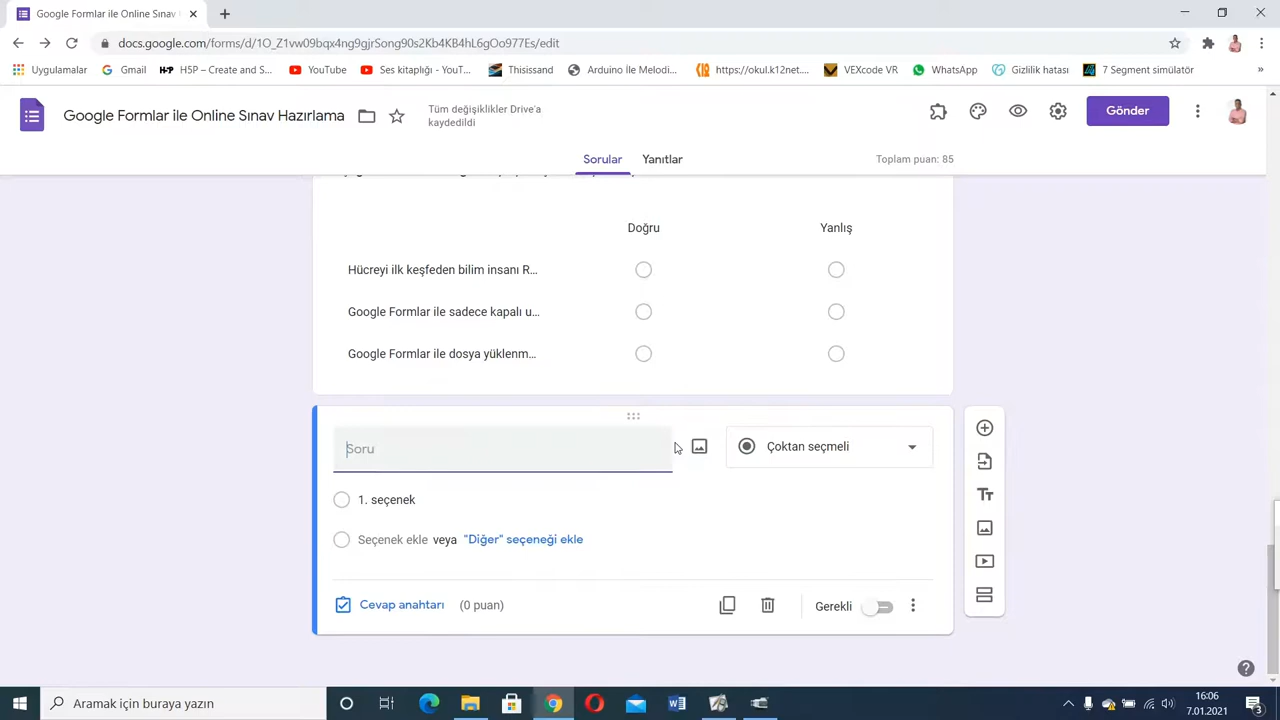 Google Formlar ile Online Sınav
docs.google.com/forms/d/1O_Z1vw09bqx4ng9gjrSong90s2Kb4KB4hL6gOo977Es/edit
Uygulamalar Gmail H5P – Create and S... YouTube Ses kitaplığı - YouT... Thisissand Arduino İle Melodi... https://okul.k12net.... VEXcode VR WhatsApp Gizlilik hatası 7 Segment simülatör »
Google Formlar ile Online Sınav Hazırlama
Tüm değişiklikler Drive'a
kaydedildi
Gönder
Sorular Yanıtlar Toplam puan: 85
Doğru Yanlış
Hücreyi ilk keşfeden bilim insanı R...
Google Formlar ile sadece kapalı u...
Google Formlar ile dosya yüklenm...
Soru
Çoktan seçmeli
1. seçenek
Seçenek ekle veya "Diğer" seçeneği ekle
Cevap anahtarı (0 puan)
Gerekli
Aramak için buraya yazın
16:06
7.01.2021
3